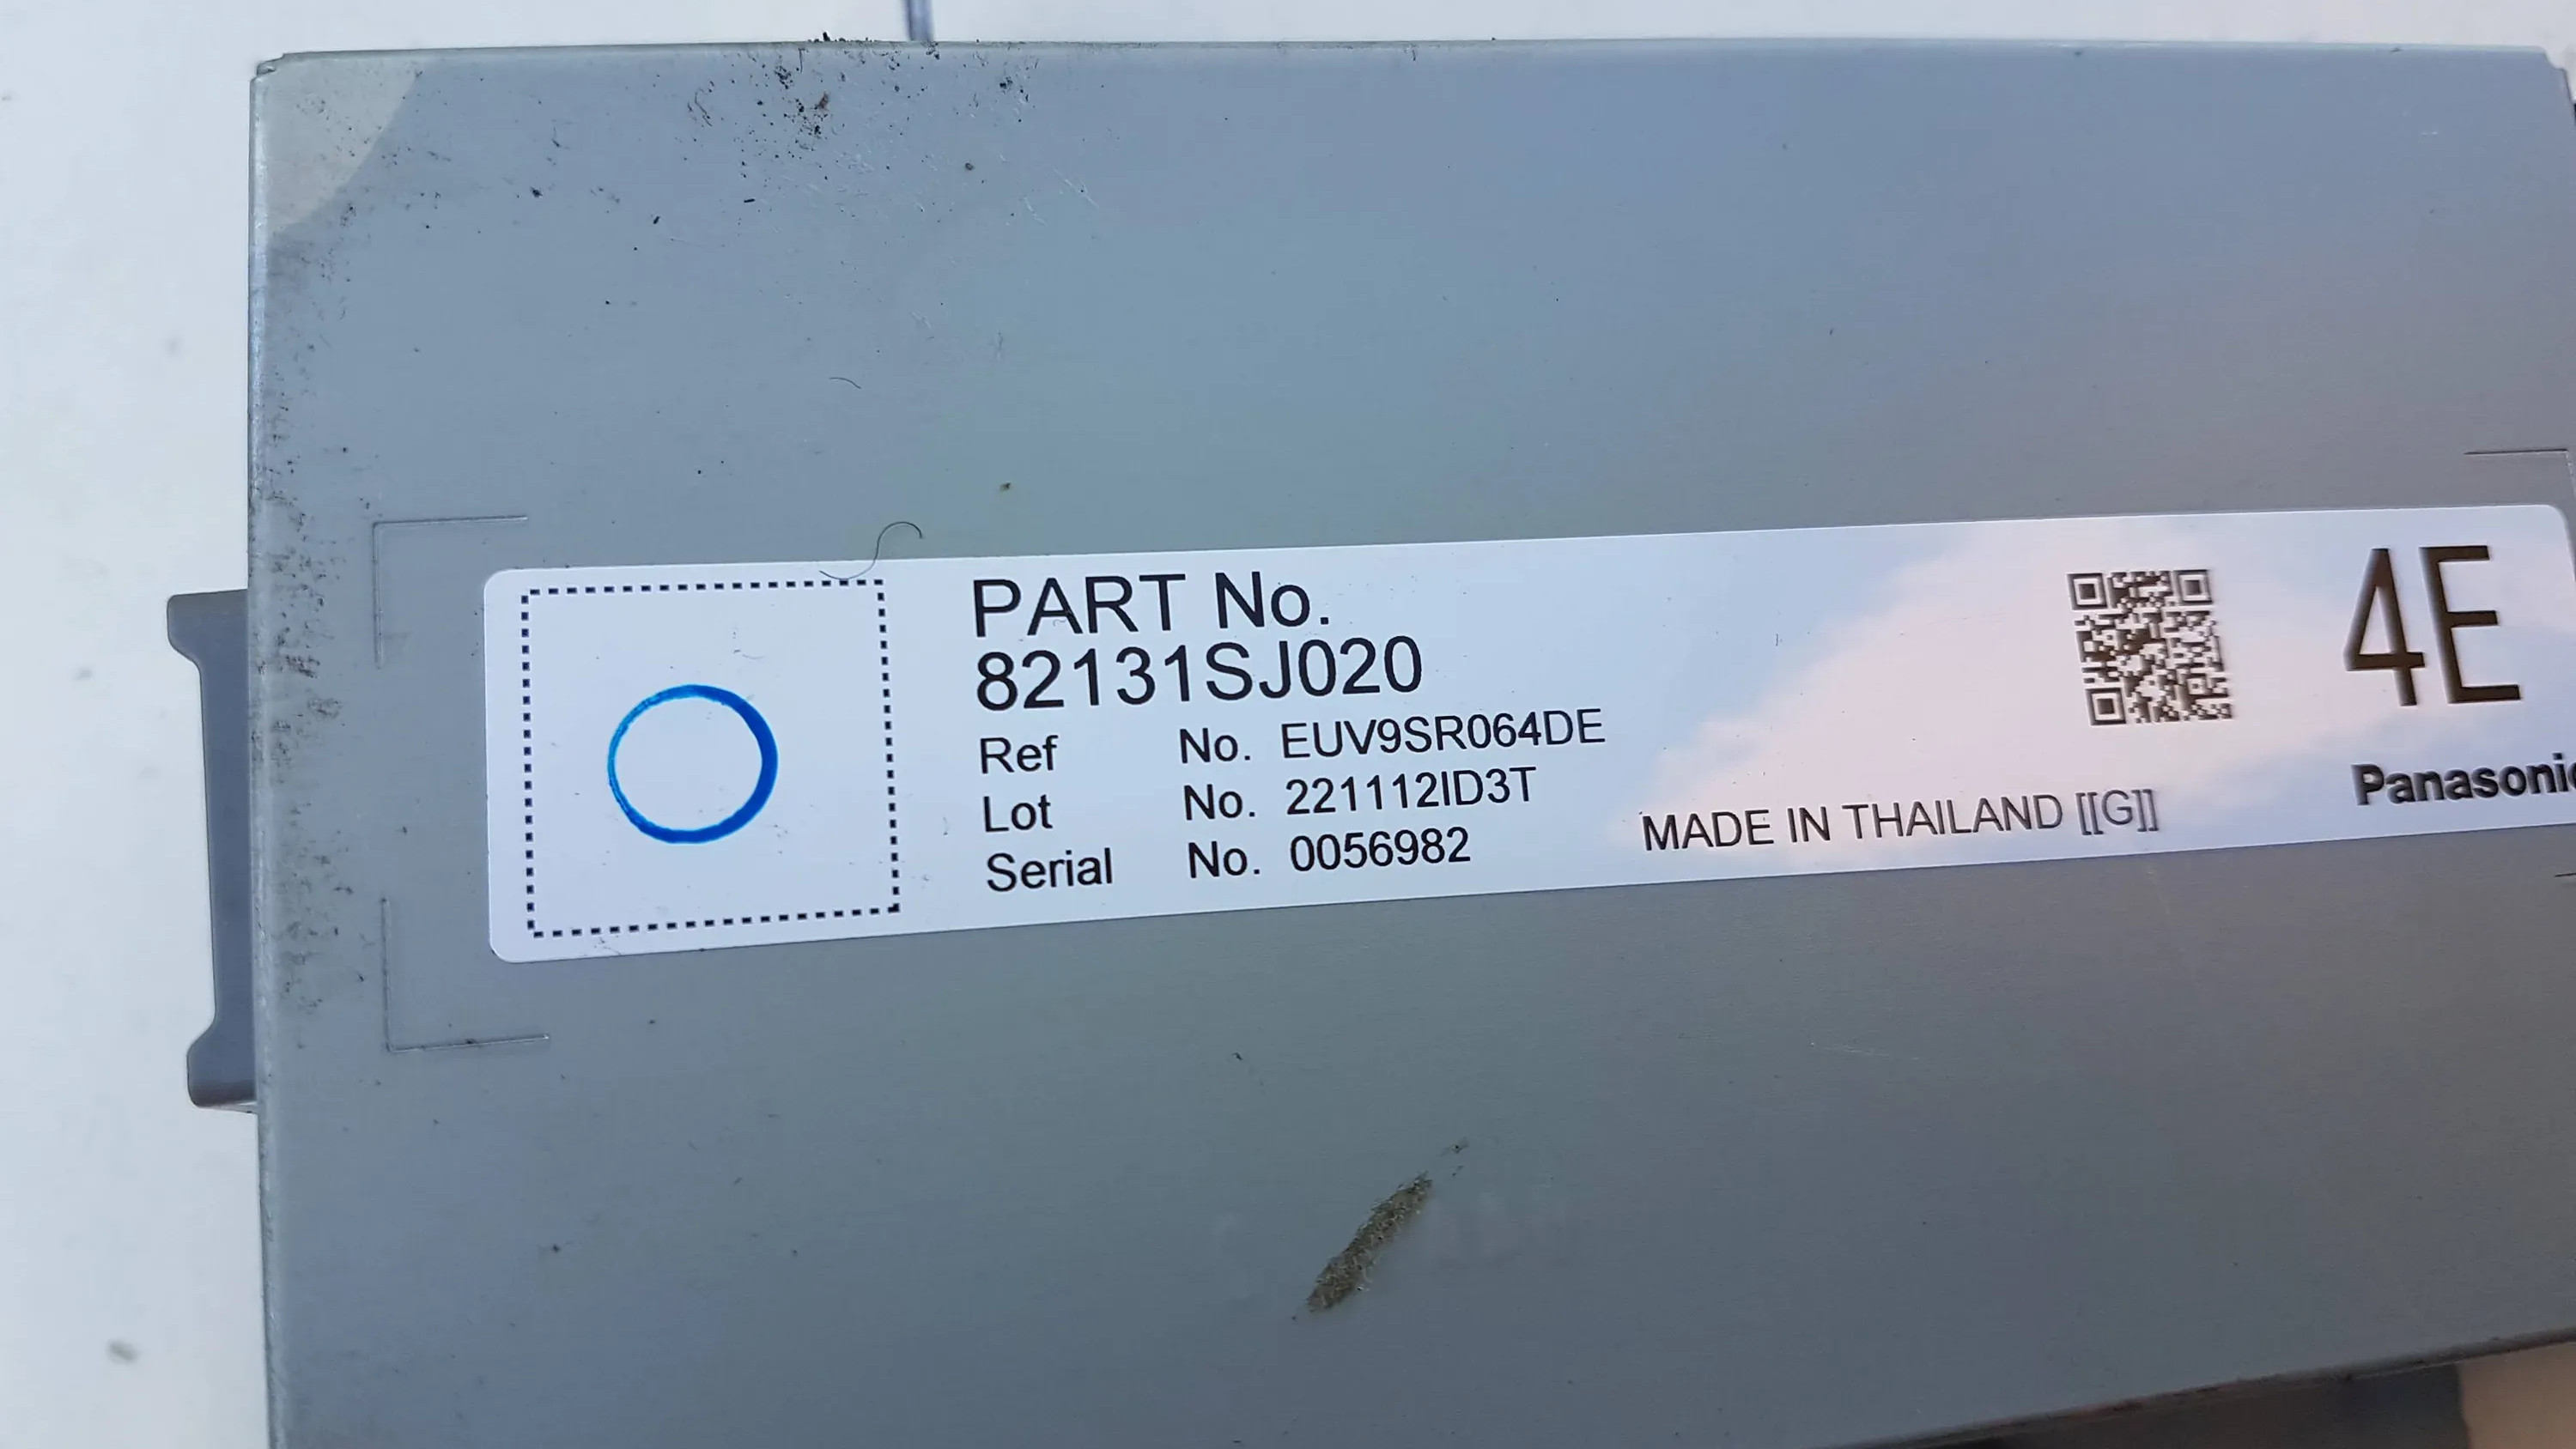 PART No.
82131SJ020
Ref No. EUV9SR064DE
Lot No. 221112ID3T
Serial No. 0056982
MADE IN THAILAND [[G]]
4E
Panasonic